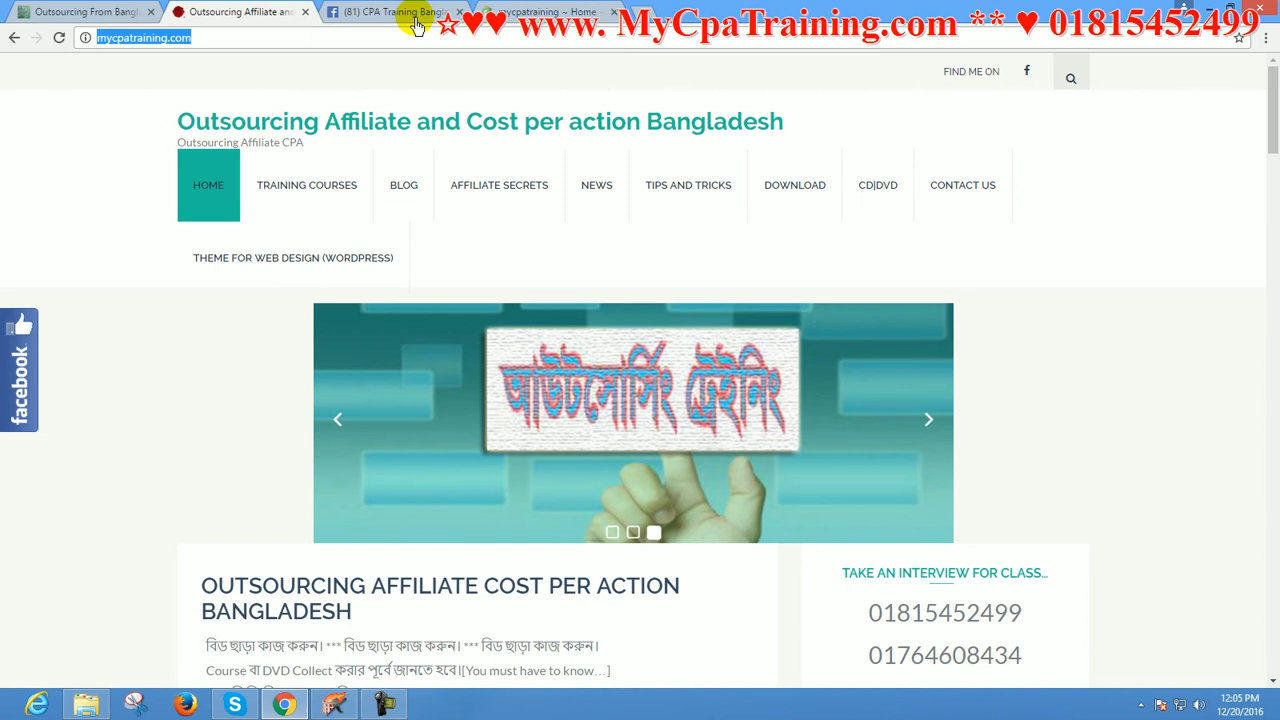 Outsourcing From Bangl
Outsourcing Affiliate and
(81) CPA Training Bangl
mycpatraining ~ Home -
☆♥♥ www. MyCpaTraining.com ** ♥ 01815452499
mycpatraining.com
FIND ME ON
Outsourcing Affiliate and Cost per action Bangladesh
Outsourcing Affiliate CPA
HOME
TRAINING COURSES
BLOG
AFFILIATE SECRETS
NEWS
TIPS AND TRICKS
DOWNLOAD
CD|DVD
CONTACT US
THEME FOR WEB DESIGN (WORDPRESS)
facebook
আউটসোর্সিং ট্রেইনিং
OUTSOURCING AFFILIATE COST PER ACTION
BANGLADESH
বিড ছাড়া কাজ করুন। *** বিড ছাড়া কাজ করুন। *** বিড ছাড়া কাজ করুন।
Course বা DVD Collect করার পূর্বে জানতে হবে।[You must have to know…]
TAKE AN INTERVIEW FOR CLASS…
01815452499
01764608434
12:05 PM
12/20/2016